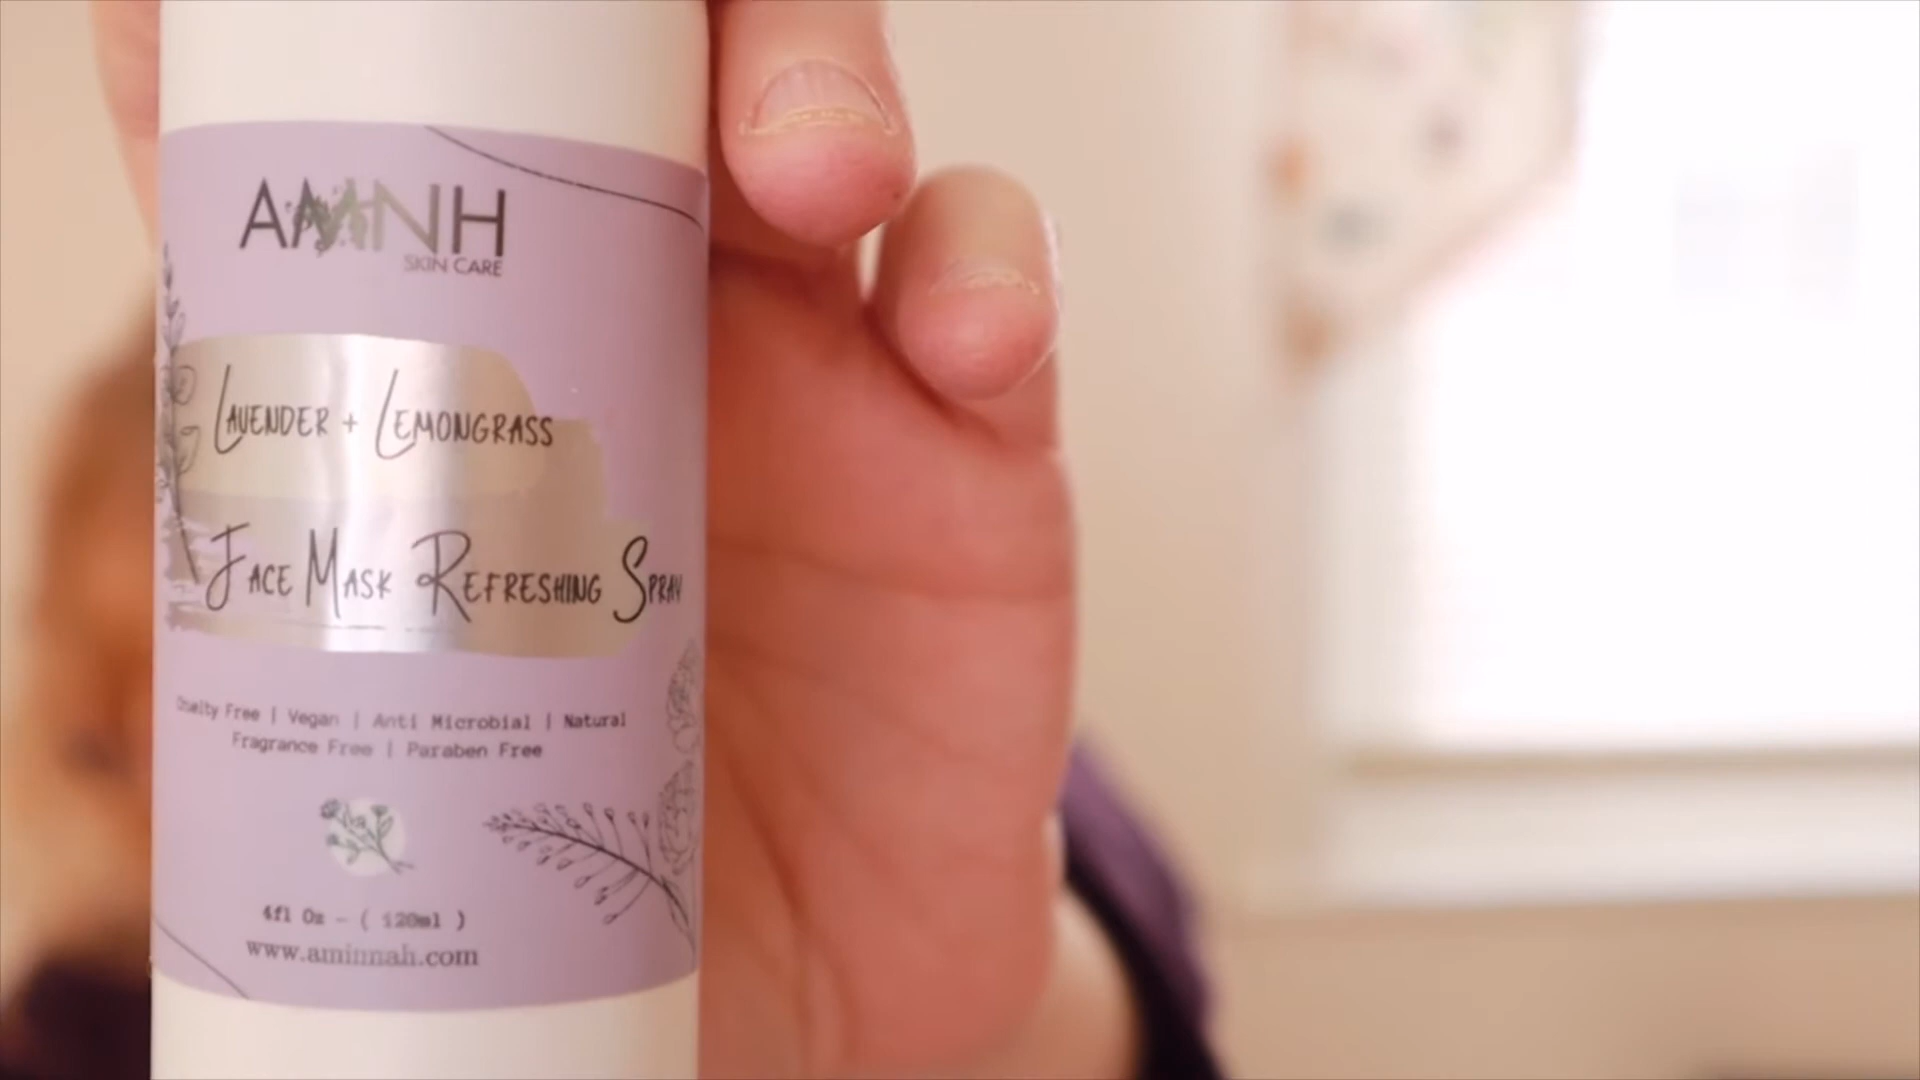 AMINH
SKIN CARE
LAVENDER + LEMONGRASS
FACE MASK REFRESHING SPRAY
Cruelty Free | Vegan | Anti Microbial | Natural
Fragrance Free | Paraben Free
4fl Oz - ( 120ml )
www.aminnah.com